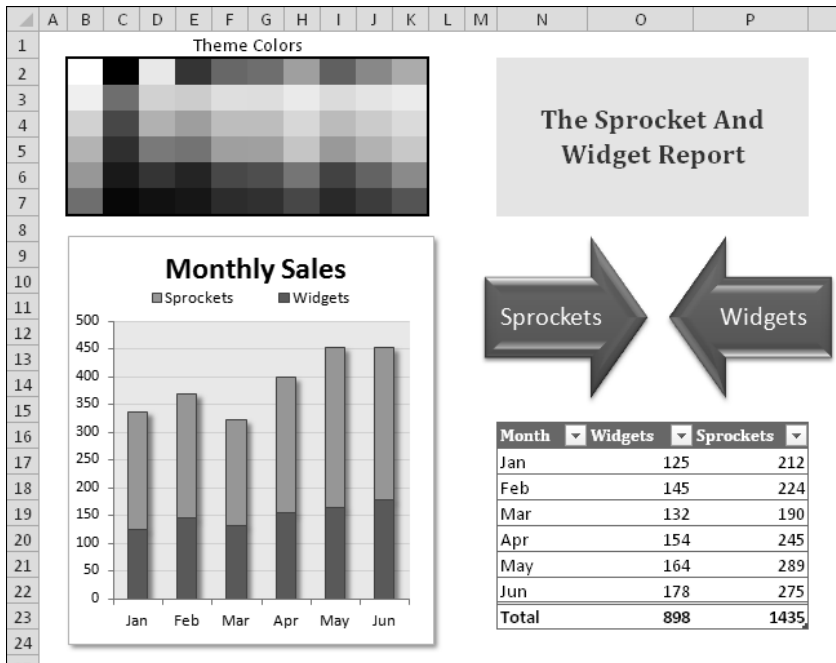 A B C D E F G H I J K L M N O P
1 Theme Colors
2
3
4
5
6
7
8
9
10
11
12
13
14
15
16
17
18
19
20
21
22
23
24
The Sprocket And
Widget Report
Sprockets
Widgets
Monthly Sales
Sprockets Widgets
500
450
400
350
300
250
200
150
100
50
0
Jan Feb Mar Apr May Jun
Month Widgets Sprockets
Jan 125 212
Feb 145 224
Mar 132 190
Apr 154 245
May 164 289
Jun 178 275
Total 898 1435